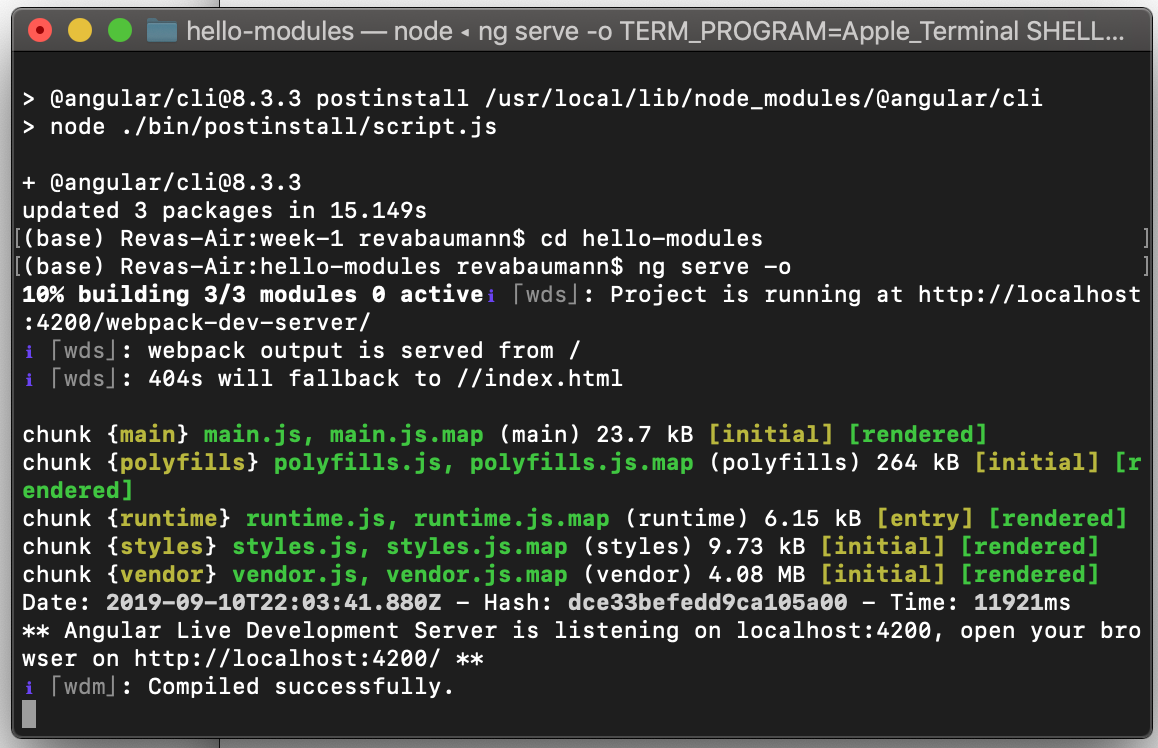 hello-modules — node ◂ ng serve -o TERM_PROGRAM=Apple_Terminal SHELL...
> @angular/cli@8.3.3 postinstall /usr/local/lib/node_modules/@angular/cli
> node ./bin/postinstall/script.js
+ @angular/cli@8.3.3
updated 3 packages in 15.149s
[(base) Revas-Air:week-1 revabaumann$ cd hello-modules ]
[(base) Revas-Air:hello-modules revabaumann$ ng serve -o ]
10% building 3/3 modules 0 activeℹ ｢wds｣: Project is running at http://localhost
:4200/webpack-dev-server/
ℹ ｢wds｣: webpack output is served from /
ℹ ｢wds｣: 404s will fallback to //index.html
chunk {main} main.js, main.js.map (main) 23.7 kB [initial] [rendered]
chunk {polyfills} polyfills.js, polyfills.js.map (polyfills) 264 kB [initial] [r
endered]
chunk {runtime} runtime.js, runtime.js.map (runtime) 6.15 kB [entry] [rendered]
chunk {styles} styles.js, styles.js.map (styles) 9.73 kB [initial] [rendered]
chunk {vendor} vendor.js, vendor.js.map (vendor) 4.08 MB [initial] [rendered]
Date: 2019-09-10T22:03:41.880Z - Hash: dce33befedd9ca105a00 - Time: 11921ms
** Angular Live Development Server is listening on localhost:4200, open your bro
wser on http://localhost:4200/ **
ℹ ｢wdm｣: Compiled successfully.